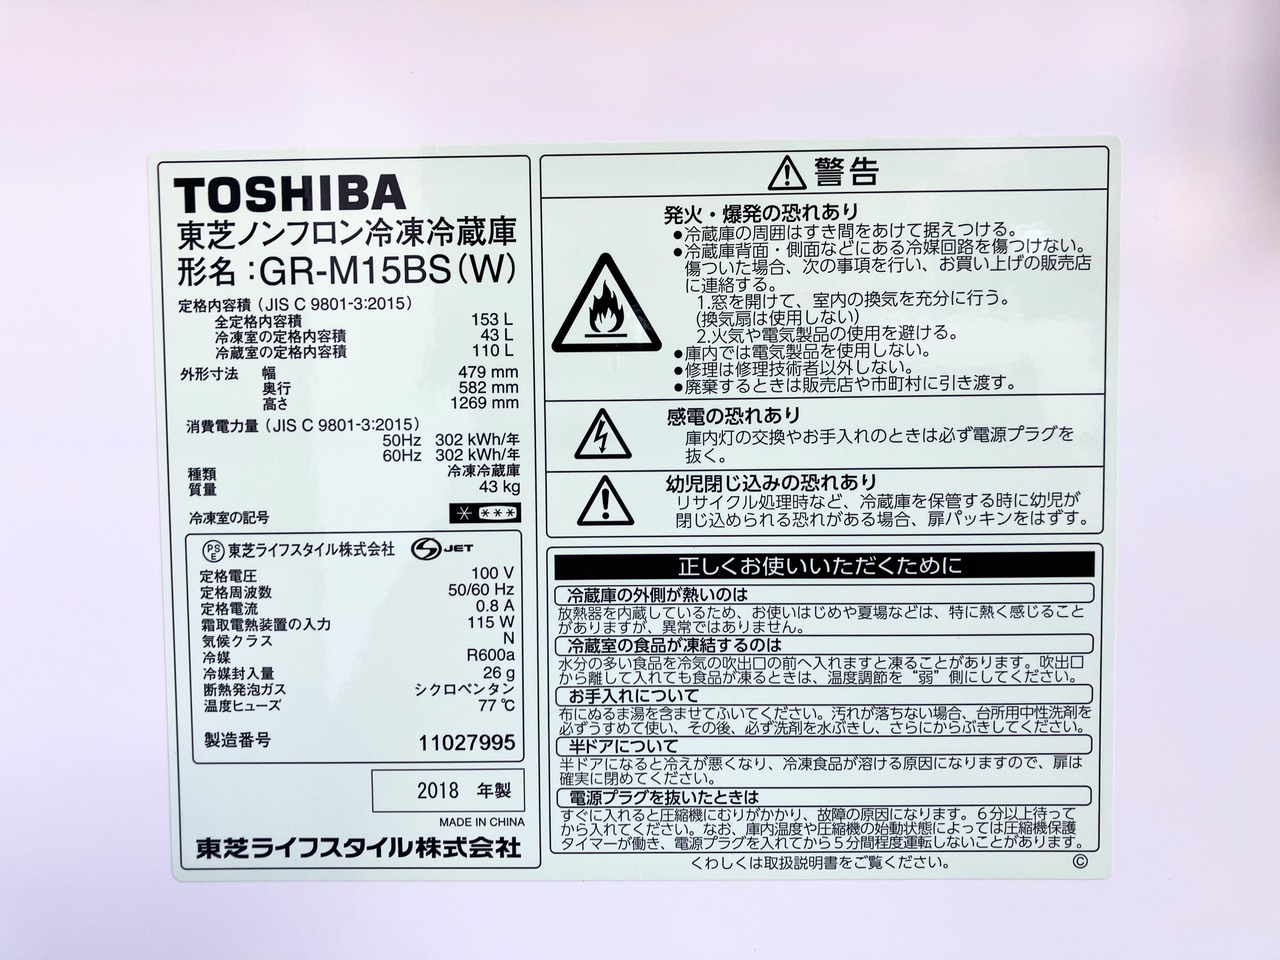 TOSHIBA
東芝ノンフロン冷凍冷蔵庫
形名：GR-M15BS(W)
定格内容積 (JIS C 9801-3:2015)
全定格内容積 153 L
冷凍室の定格内容積 43 L
冷蔵室の定格内容積 110 L
外形寸法 幅 479 mm
奥行 582 mm
高さ 1269 mm
消費電力量 (JIS C 9801-3:2015)
50Hz 302 kWh/年
60Hz 302 kWh/年
種類 冷凍冷蔵庫
質量 43 kg
冷凍室の記号 * ***
PSE 東芝ライフスタイル株式会社 S JET
定格電圧 100 V
定格周波数 50/60 Hz
定格電流 0.8 A
霜取電熱装置の入力 115 W
気候クラス N
冷媒 R600a
冷媒封入量 26 g
断熱発泡ガス シクロペンタン
温度ヒューズ 77 ℃
製造番号 11027995
2018 年製
MADE IN CHINA
東芝ライフスタイル株式会社
警告
発火・爆発の恐れあり
●冷蔵庫の周囲はすき間をあけて据えつける。
●冷蔵庫背面・側面などにある冷媒回路を傷つけない。
傷ついた場合、次の事項を行い、お買い上げの販売店
に連絡する。
1.窓を開けて、室内の換気を充分に行う。
(換気扇は使用しない)
2.火気や電気製品の使用を避ける。
●庫内では電気製品を使用しない。
●修理は修理技術者以外しない。
●廃棄するときは販売店や市町村に引き渡す。
感電の恐れあり
庫内灯の交換やお手入れのときは必ず電源プラグを
抜く。
幼児閉じ込みの恐れあり
リサイクル処理時など、冷蔵庫を保管する時に幼児が
閉じ込められる恐れがある場合、扉パッキンをはずす。
正しくお使いいただくために
冷蔵庫の外側が熱いのは
放熱器を内蔵しているため、お使いはじめや夏場などは、特に熱く感じること
がありますが、異常ではありません。
冷蔵室の食品が凍結するのは
水分の多い食品を冷気の吹出口の前へ入れますと凍ることがあります。吹出口
から離して入れても食品が凍るときは、温度調節を“弱”側にしてください。
お手入れについて
布にぬるま湯を含ませてふいてください。汚れが落ちない場合、台所用中性洗剤を
必ずうすめて使い、その後、必ず洗剤を水ぶきし、さらにからぶきしてください。
半ドアについて
半ドアになると冷えが悪くなり、冷凍食品が溶ける原因になりますので、扉は
確実に閉めてください。
電源プラグを抜いたときは
すぐに入れると圧縮機にむりがかかり、故障の原因になります。6分以上待って
から入れてください。なお、庫内温度や圧縮機の始動状態によっては圧縮機保護
タイマーが働き、電源プラグを入れてから5分間程度運転しないことがあります。
くわしくは取扱説明書をご覧ください。 ©